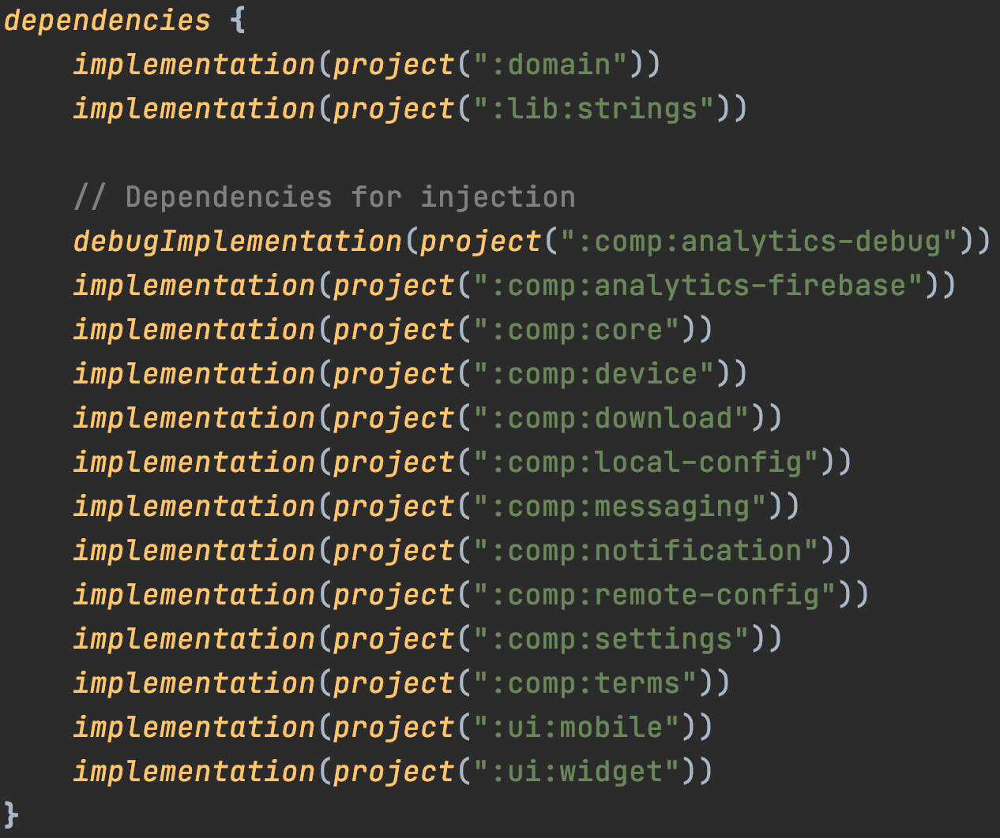 dependencies {
    implementation(project(":domain"))
    implementation(project(":lib:strings"))

    // Dependencies for injection
    debugImplementation(project(":comp:analytics-debug"))
    implementation(project(":comp:analytics-firebase"))
    implementation(project(":comp:core"))
    implementation(project(":comp:device"))
    implementation(project(":comp:download"))
    implementation(project(":comp:local-config"))
    implementation(project(":comp:messaging"))
    implementation(project(":comp:notification"))
    implementation(project(":comp:remote-config"))
    implementation(project(":comp:settings"))
    implementation(project(":comp:terms"))
    implementation(project(":ui:mobile"))
    implementation(project(":ui:widget"))
}